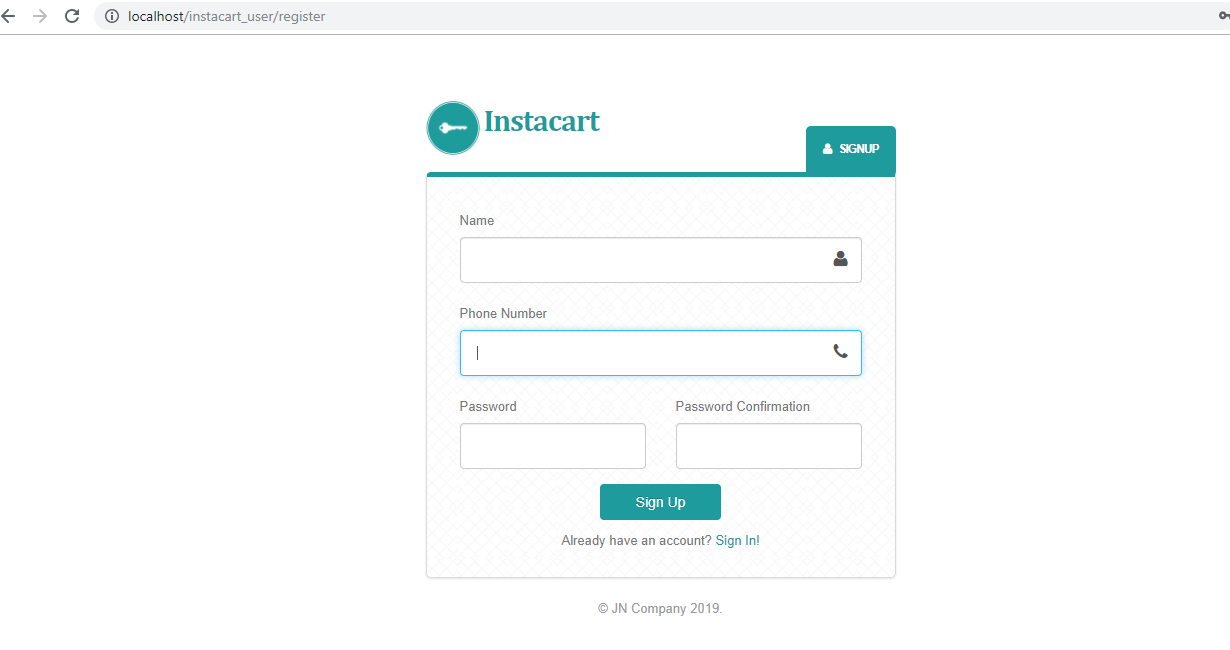 localhost/instacart_user/register
Instacart
SIGNUP
Name
Phone Number
Password Password Confirmation
Sign Up
Already have an account? Sign In!
© JN Company 2019.